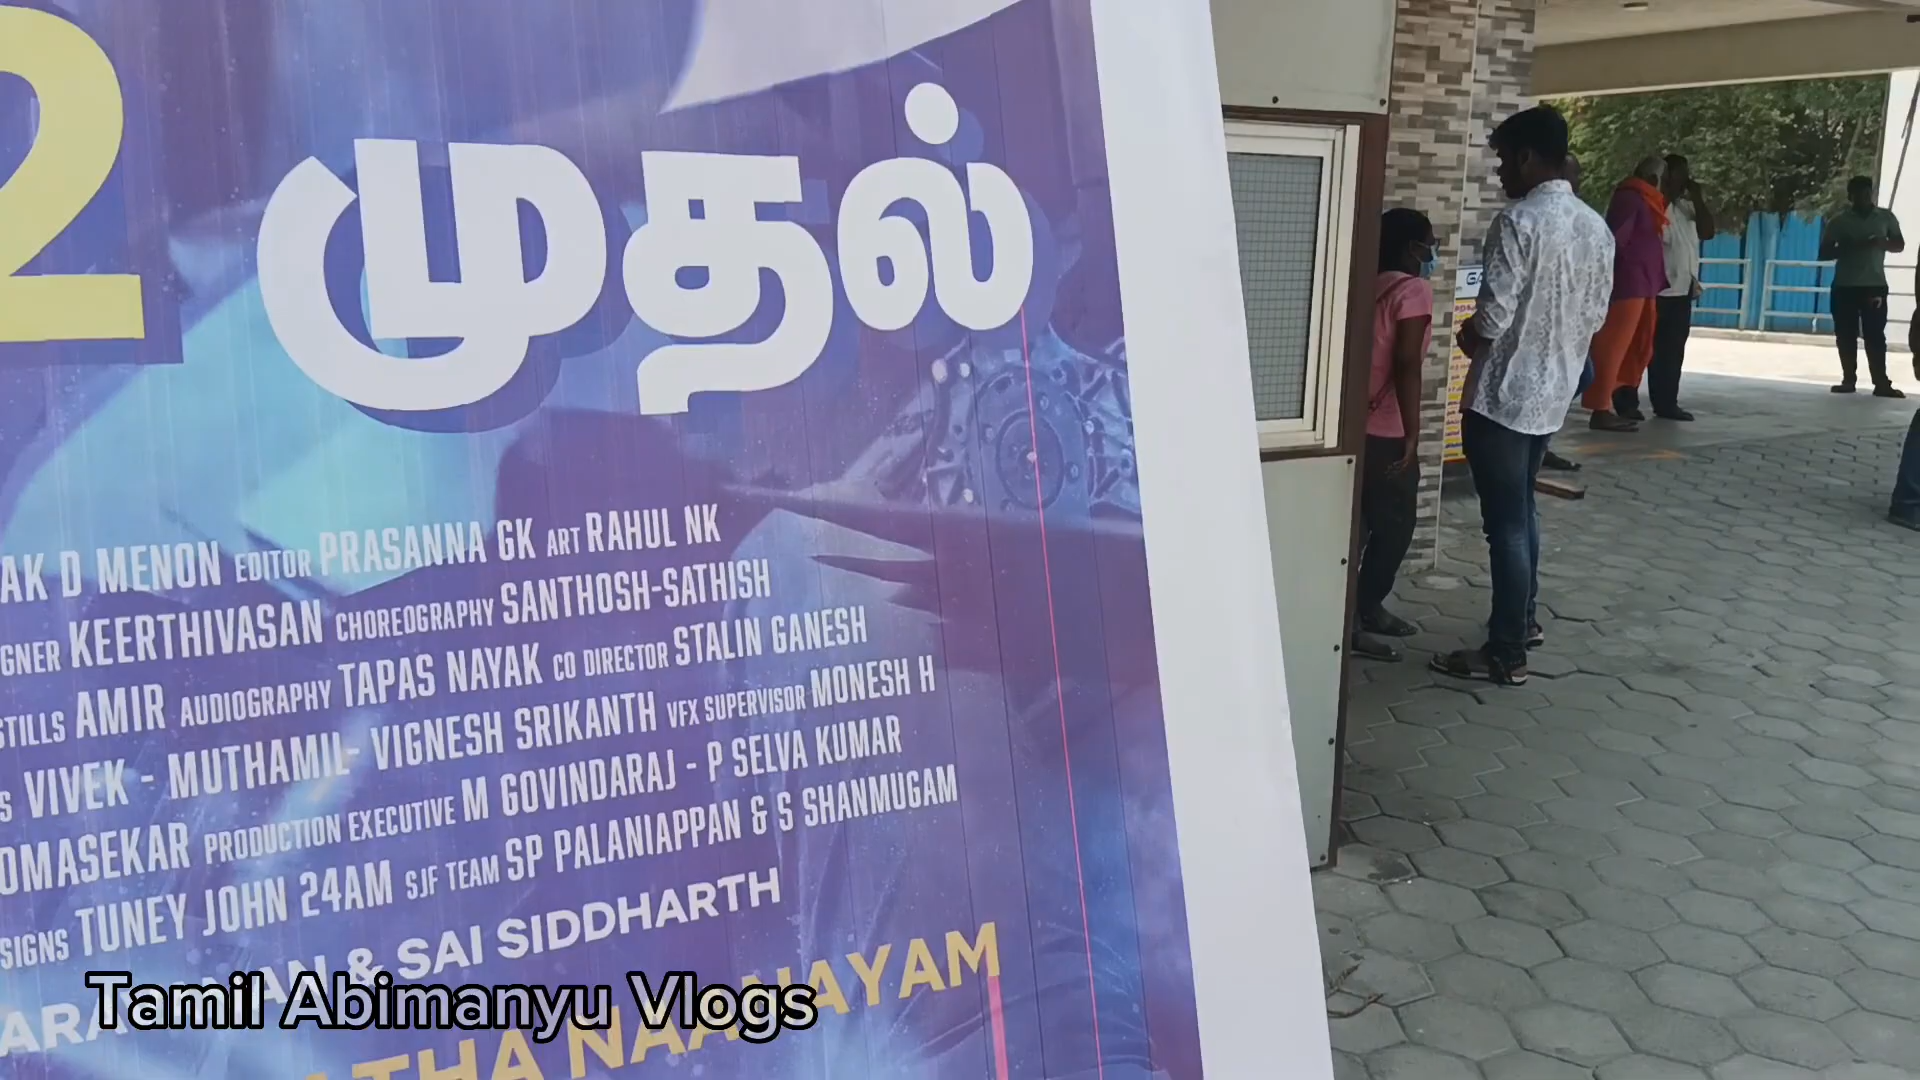 2 முதல்
AK D MENON EDITOR PRASANNA GK ART RAHUL NK
GNER KEERTHIVASAN CHOREOGRAPHY SANTHOSH-SATHISH
STILLS AMIR AUDIOGRAPHY TAPAS NAYAK CO DIRECTOR STALIN GANESH
S VIVEK - MUTHAMIL- VIGNESH SRIKANTH VFX SUPERVISOR MONESH H
OMASEKAR PRODUCTION EXECUTIVE M GOVINDARAJ - P SELVA KUMAR
SIGNS TUNEY JOHN 24AM SJF TEAM SP PALANIAPPAN & S SHANMUGAM
& SAI SIDDHARTH
Tamil Abimanyu Vlogs